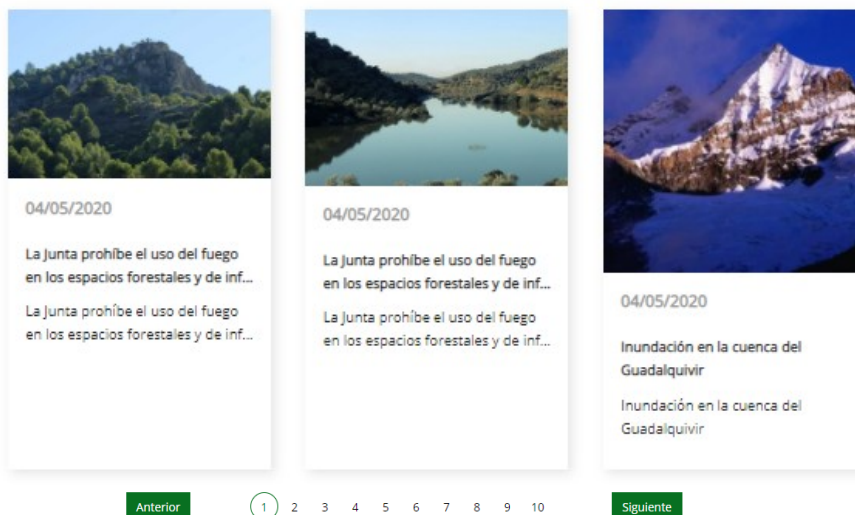 04/05/2020
La Junta prohíbe el uso del fuego
en los espacios forestales y de inf...
La Junta prohíbe el uso del fuego
en los espacios forestales y de inf...
04/05/2020
La Junta prohíbe el uso del fuego
en los espacios forestales y de inf...
La Junta prohíbe el uso del fuego
en los espacios forestales y de inf...
04/05/2020
Inundación en la cuenca del
Guadalquivir
Inundación en la cuenca del
Guadalquivir
Anterior 1 2 3 4 5 6 7 8 9 10 Siguiente